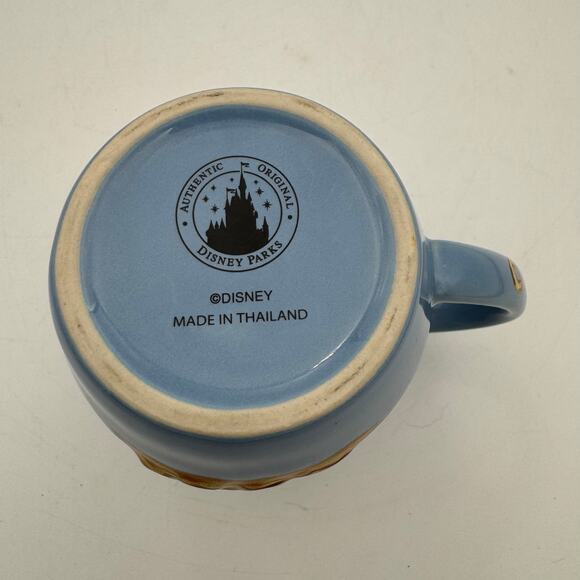 AUTHENTIC ORIGINAL
DISNEY PARKS
©DISNEY
MADE IN THAILAND